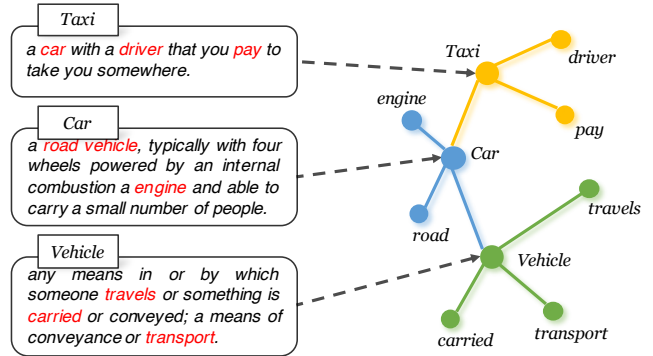 Taxi
a car with a driver that you pay to
take you somewhere.
Car
a road vehicle, typically with four
wheels powered by an internal
combustion a engine and able to
carry a small number of people.
Vehicle
any means in or by which
someone travels or something is
carried or conveyed; a means of
conveyance or transport.
Taxi
driver
engine
pay
Car
travels
road
Vehicle
carried
transport